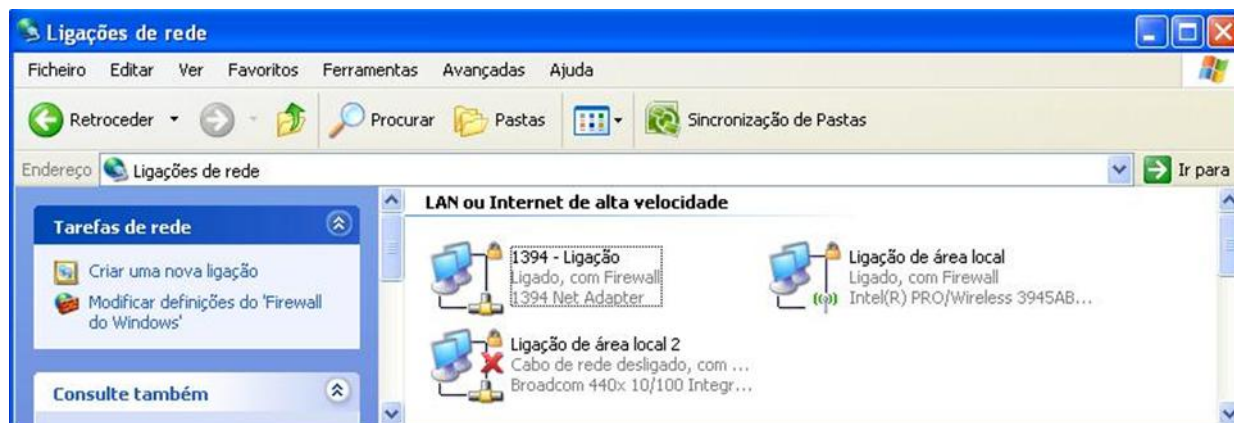 Ligações de rede
Ficheiro Editar Ver Favoritos Ferramentas Avançadas Ajuda
Retroceder Procurar Pastas Sincronização de Pastas
Endereço Ligações de rede Ir para
Tarefas de rede
Criar uma nova ligação
Modificar definições do 'Firewall
do Windows'
Consulte também
LAN ou Internet de alta velocidade
1394 - Ligação
Ligado, com Firewall
1394 Net Adapter
Ligação de área local
Ligado, com Firewall
Intel(R) PRO/Wireless 3945AB...
Ligação de área local 2
Cabo de rede desligado, com ...
Broadcom 440x 10/100 Integr...